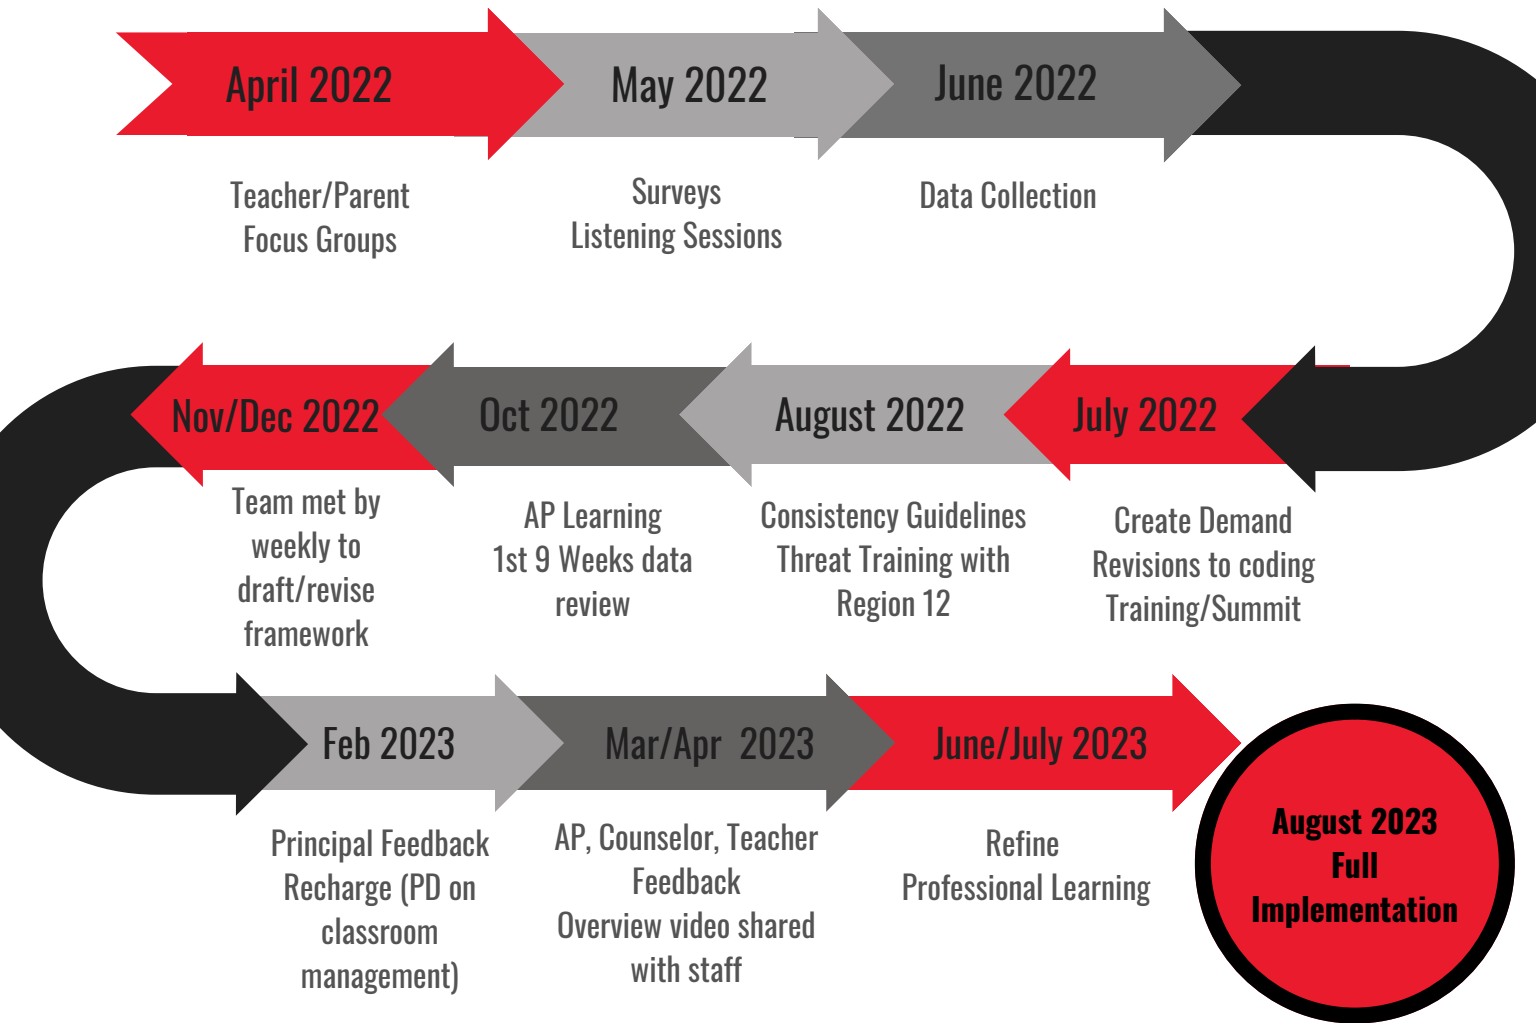 April 2022
Teacher/Parent
Focus Groups
May 2022
Surveys
Listening Sessions
June 2022
Data Collection
July 2022
Create Demand
Revisions to coding
Training/Summit
August 2022
Consistency Guidelines
Threat Training with
Region 12
Oct 2022
AP Learning
1st 9 Weeks data
review
Nov/Dec 2022
Team met by
weekly to
draft/revise
framework
Feb 2023
Principal Feedback
Recharge (PD on
classroom
management)
Mar/Apr  2023
AP, Counselor, Teacher
Feedback
Overview video shared
with staff
June/July 2023
Refine
Professional Learning
August 2023
Full
Implementation